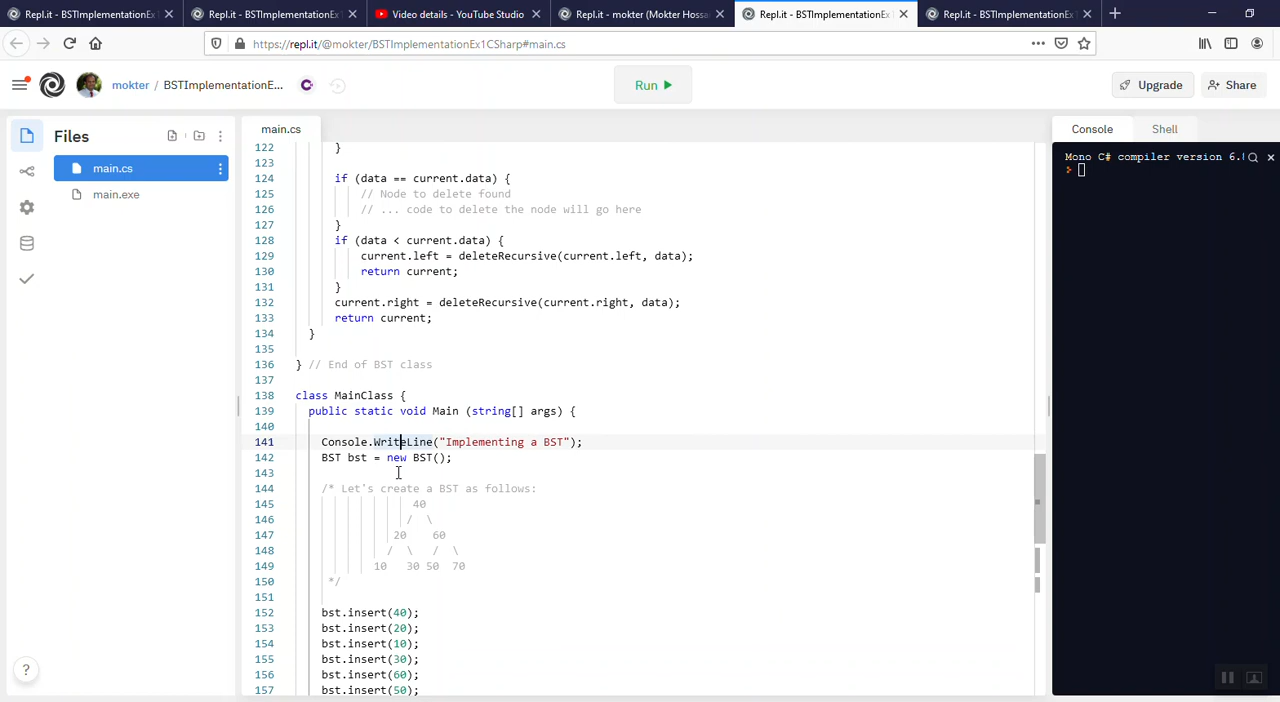 Repl.it - BSTImplementationEx1
Repl.it - BSTImplementationEx
Video details - YouTube Studio
Repl.it - mokter (Mokter Hossai
Repl.it - BSTImplementationEx
Repl.it - BSTImplementationEx
https://repl.it/@mokter/BSTImplementationEx1CSharp#main.cs
mokter / BSTImplementationE...
Run
Upgrade
Share
Files
main.cs
main.exe
main.cs
122 }
123
124 if (data == current.data) {
125 // Node to delete found
126 // ... code to delete the node will go here
127 }
128 if (data < current.data) {
129 current.left = deleteRecursive(current.left, data);
130 return current;
131 }
132 current.right = deleteRecursive(current.right, data);
133 return current;
134 }
135
136 } // End of BST class
137
138 class MainClass {
139 public static void Main (string[] args) {
140
141 Console.WriteLine("Implementing a BST");
142 BST bst = new BST();
143
144 /* Let's create a BST as follows:
145 40
146 / \
147 20 60
148 / \ / \
149 10 30 50 70
150 */
151
152 bst.insert(40);
153 bst.insert(20);
154 bst.insert(10);
155 bst.insert(30);
156 bst.insert(60);
157 bst.insert(50);
Console
Shell
Mono C# compiler version 6.
?